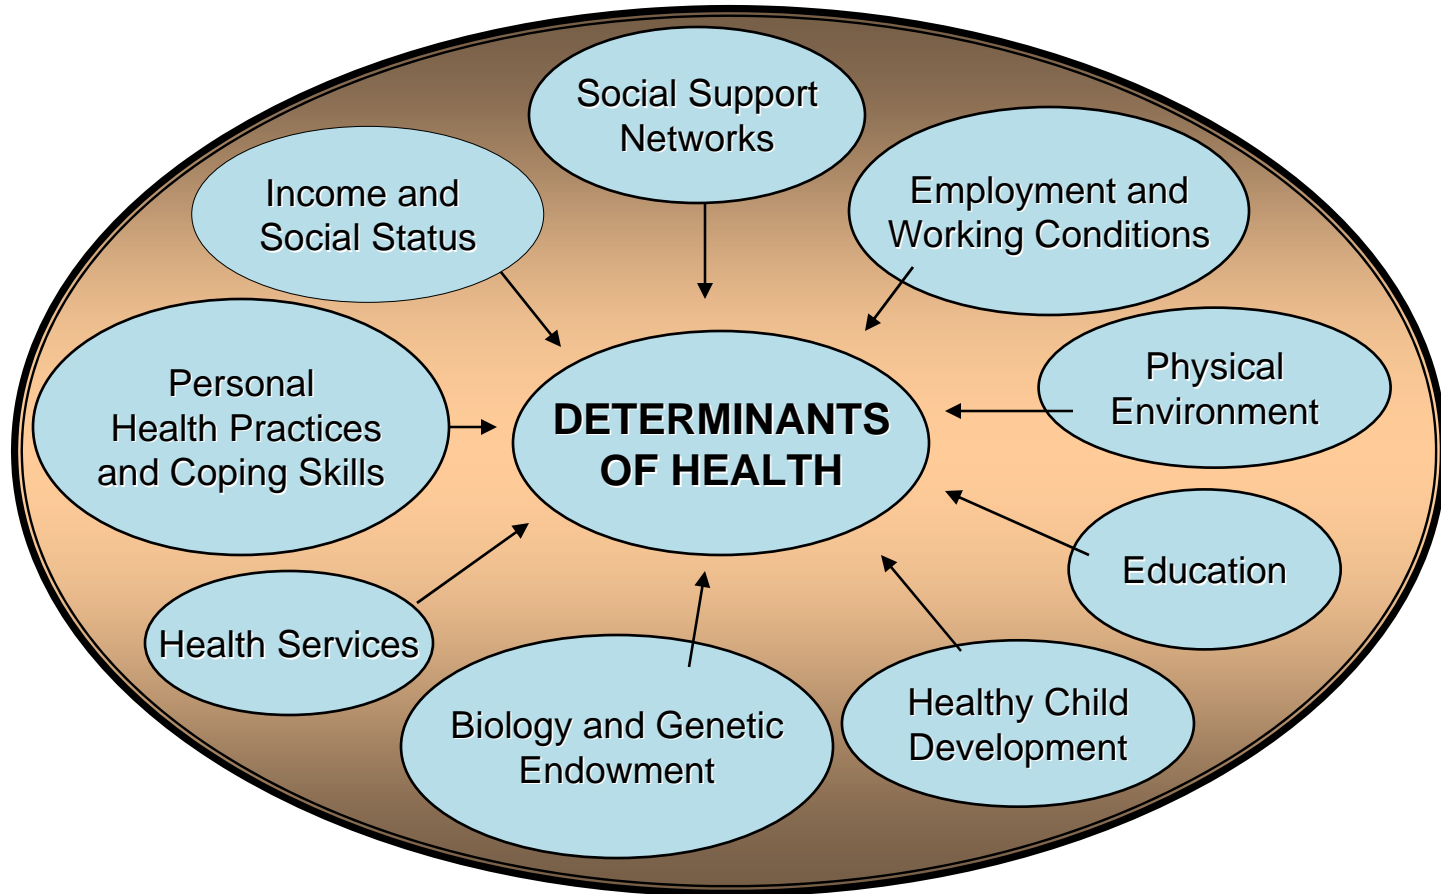 Social Support
Networks
Income and
Social Status
Employment and
Working Conditions
Personal
Health Practices
and Coping Skills
DETERMINANTS
OF HEALTH
Physical
Environment
Education
Health Services
Biology and Genetic
Endowment
Healthy Child
Development